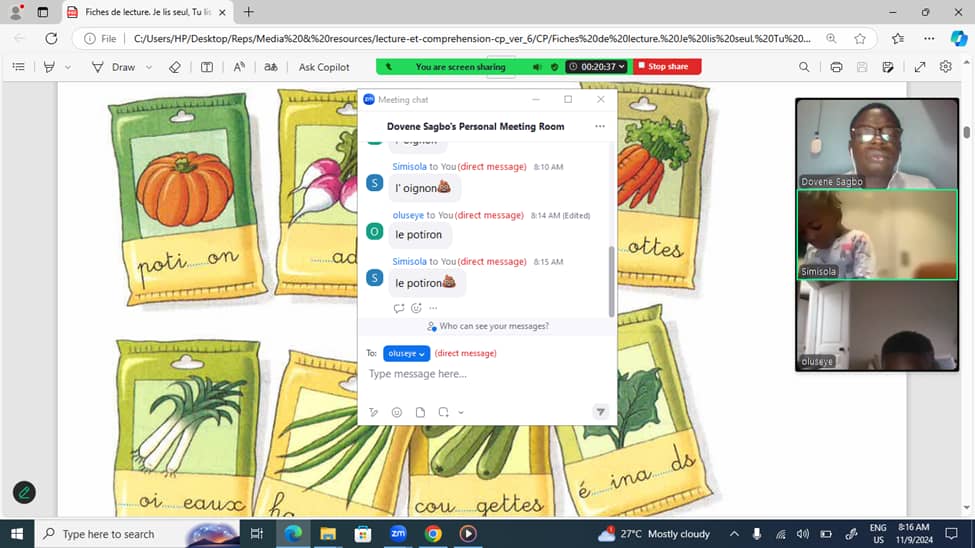 Fiches de lecture. Je lis seul, Tu lis
File
C:/Users/HP/Desktop/Reps/Media%20&%20resources/lecture-et-comprehension-cp_ver_6/CP/Fiches%20de%20lecture.%20Je%20lis%20seul.%20Tu%20...
Draw
Ask Copilot
You are screen sharing
00:20:37
Stop share
Meeting chat
Dovene Sagbo's Personal Meeting Room
Simisola to You (direct message) 8:10 AM
S
l' oignon💩
oluseye to You (direct message) 8:14 AM (Edited)
O
le potiron
Simisola to You (direct message) 8:15 AM
S
le potiron💩
Who can see your messages?
To: oluseye (direct message)
Type message here...
Dovene Sagbo
Simisola
oluseye
poti....on
....ad
...ottes
...oi...eaux
ha
cou...gettes
é....ina....ds
Type here to search
zm
27°C Mostly cloudy
ENG
US
8:16 AM
11/9/2024